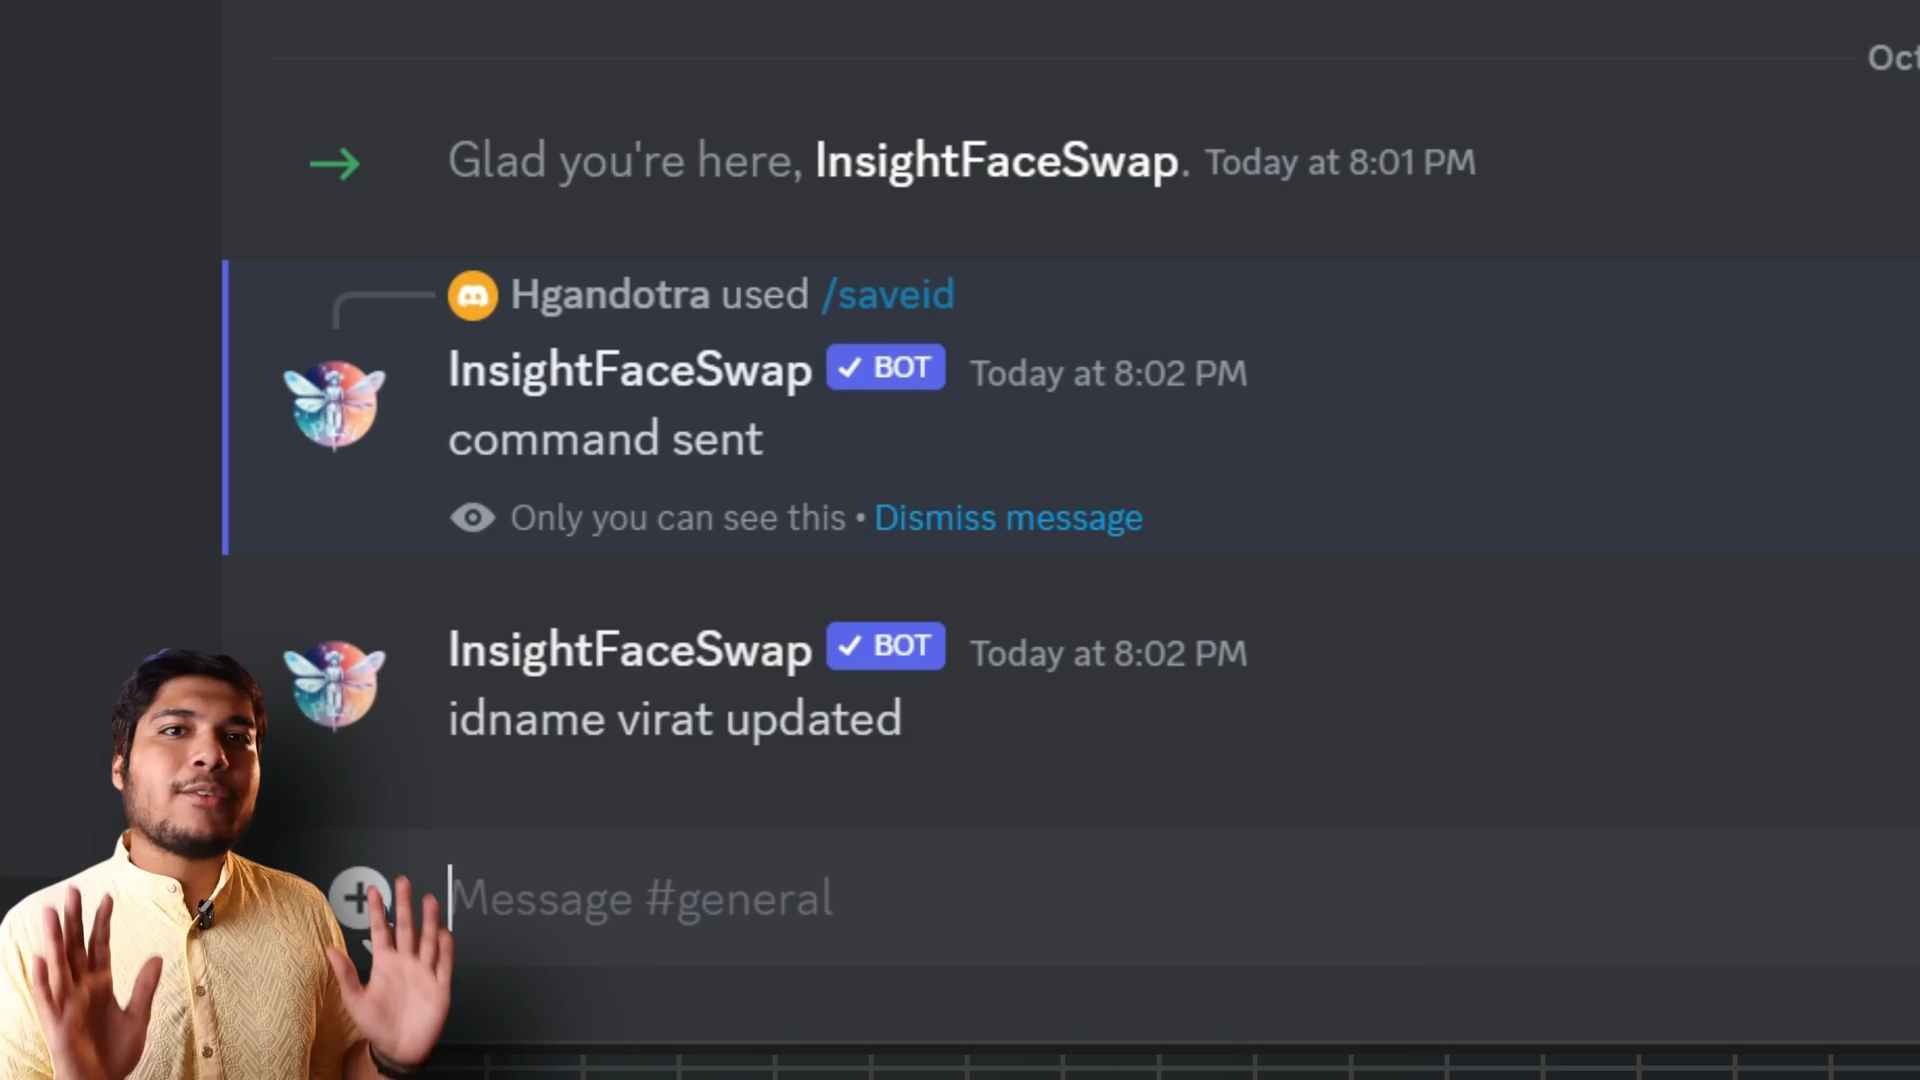 Oct
Glad you're here, InsightFaceSwap. Today at 8:01 PM
Hgandotra used /saveid
InsightFaceSwap ✓ BOT Today at 8:02 PM
command sent
Only you can see this • Dismiss message
InsightFaceSwap ✓ BOT Today at 8:02 PM
idname virat updated
Message #general